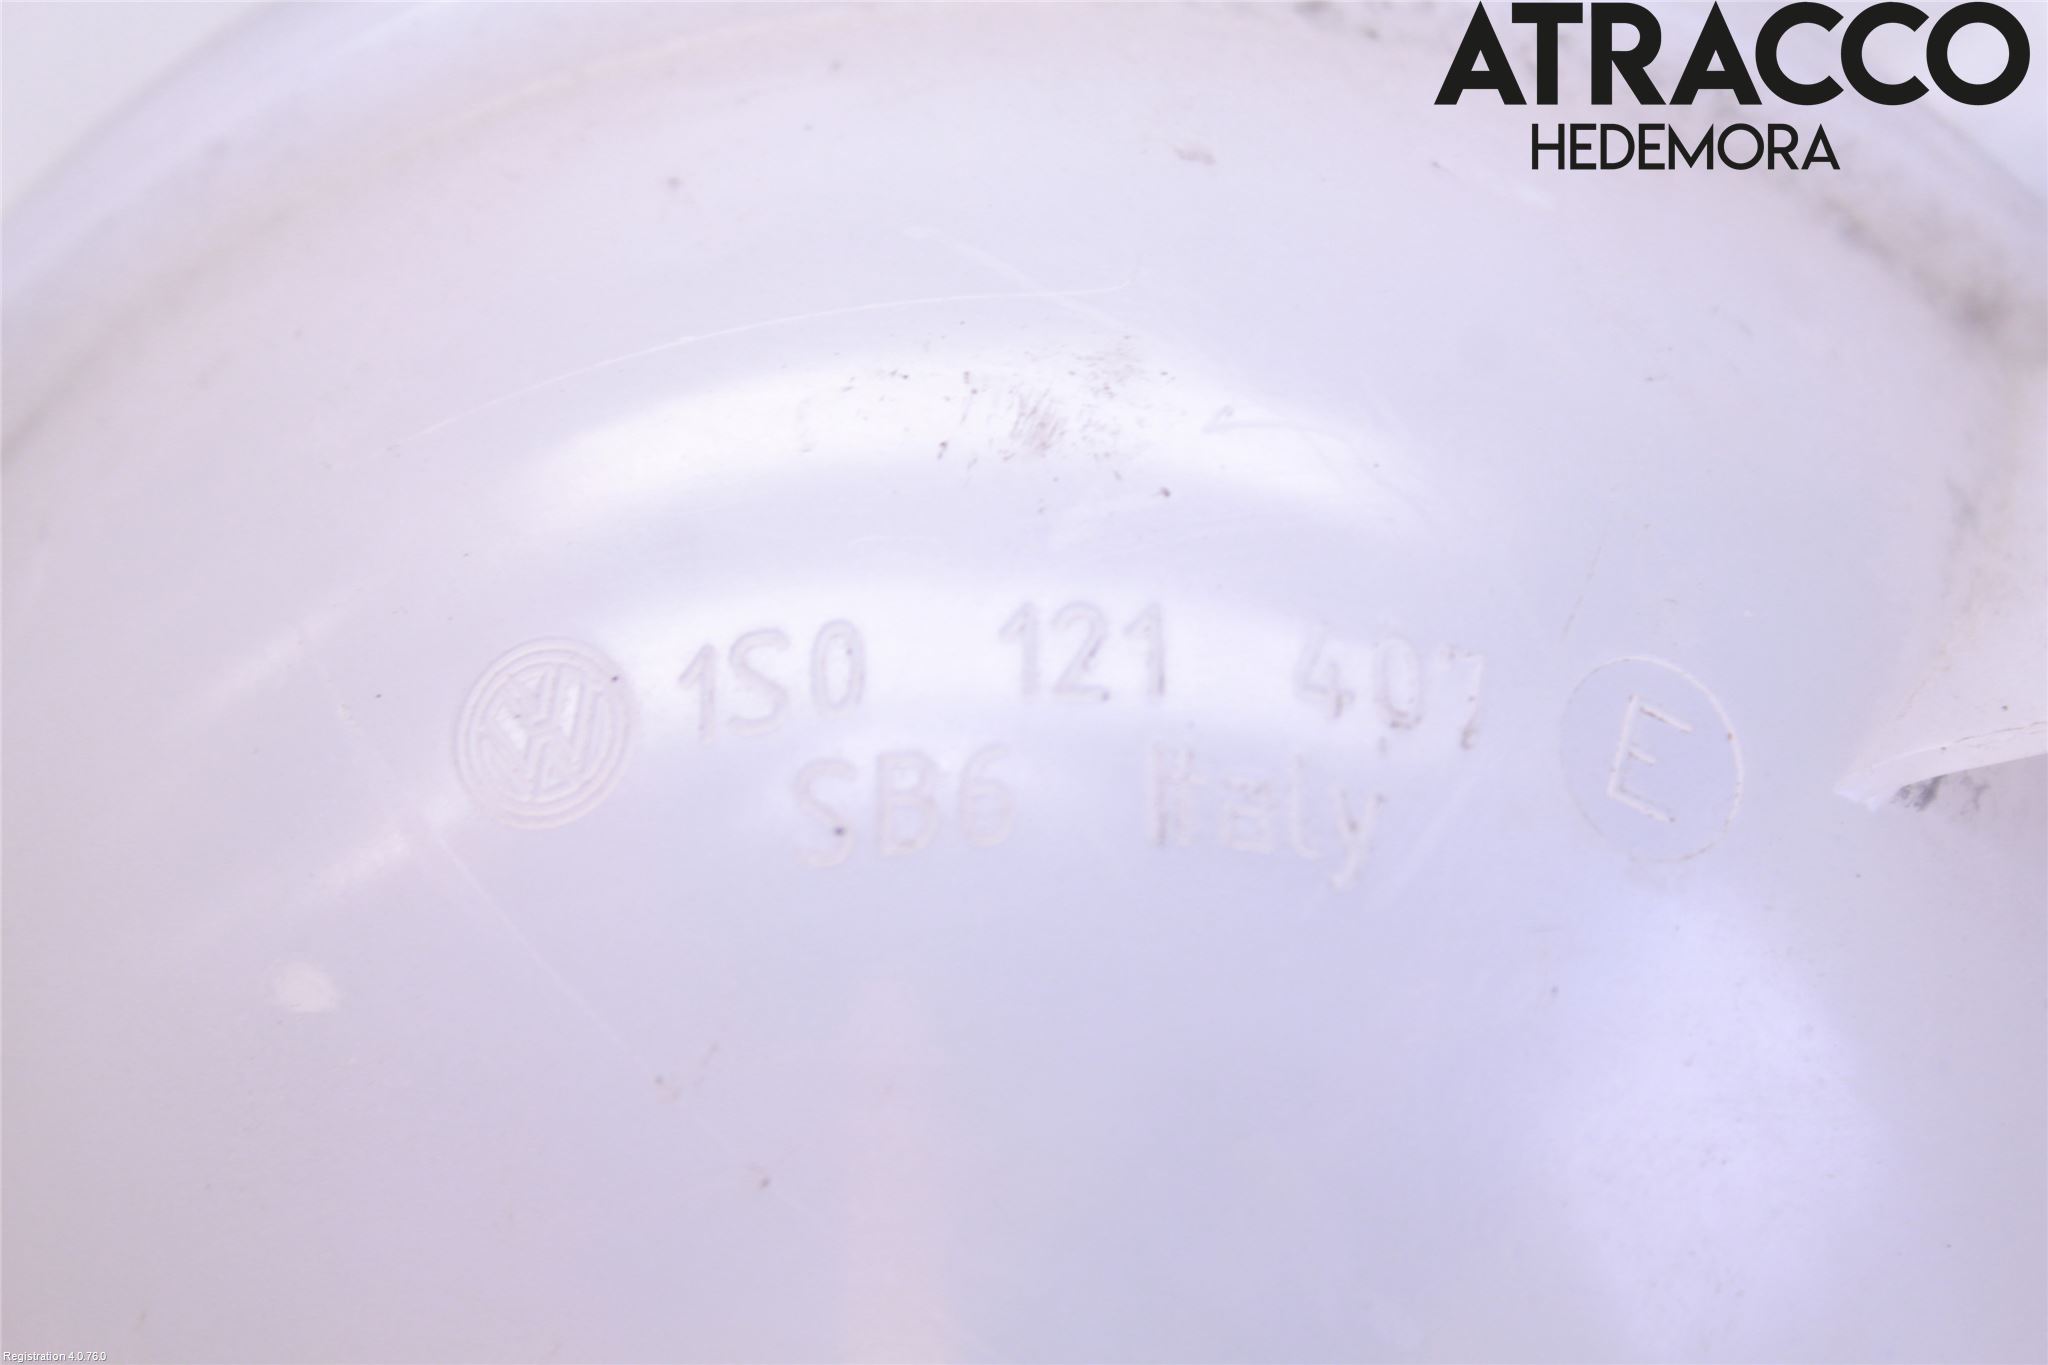 ATRACCO
HEDEMORA
1S0 121 407 E
SB6 Italy
Registration 4.0.76.0